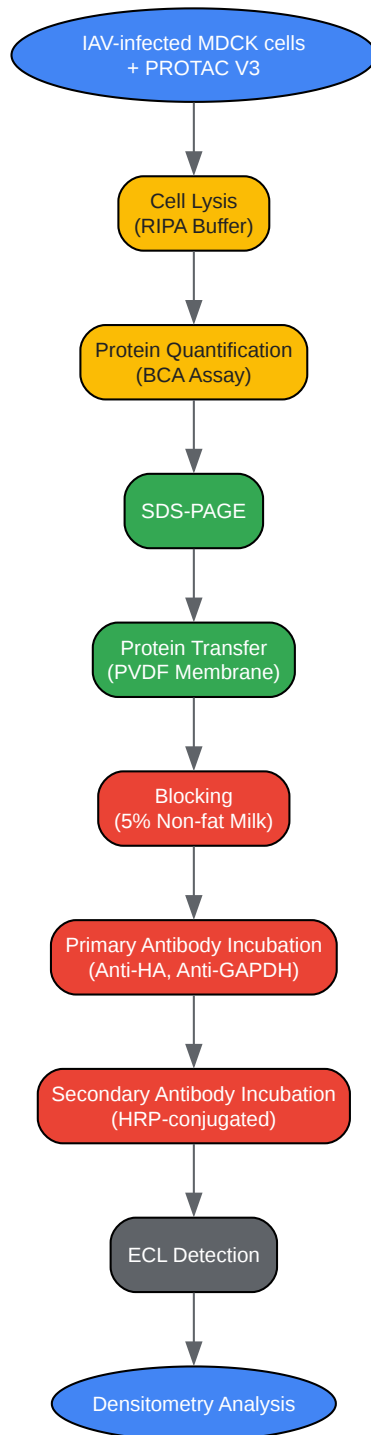 IAV-infected MDCK cells
+ PROTAC V3
Cell Lysis
(RIPA Buffer)
Protein Quantification
(BCA Assay)
SDS-PAGE
Protein Transfer
(PVDF Membrane)
Blocking
(5% Non-fat Milk)
Primary Antibody Incubation
(Anti-HA, Anti-GAPDH)
Secondary Antibody Incubation
(HRP-conjugated)
ECL Detection
Densitometry Analysis